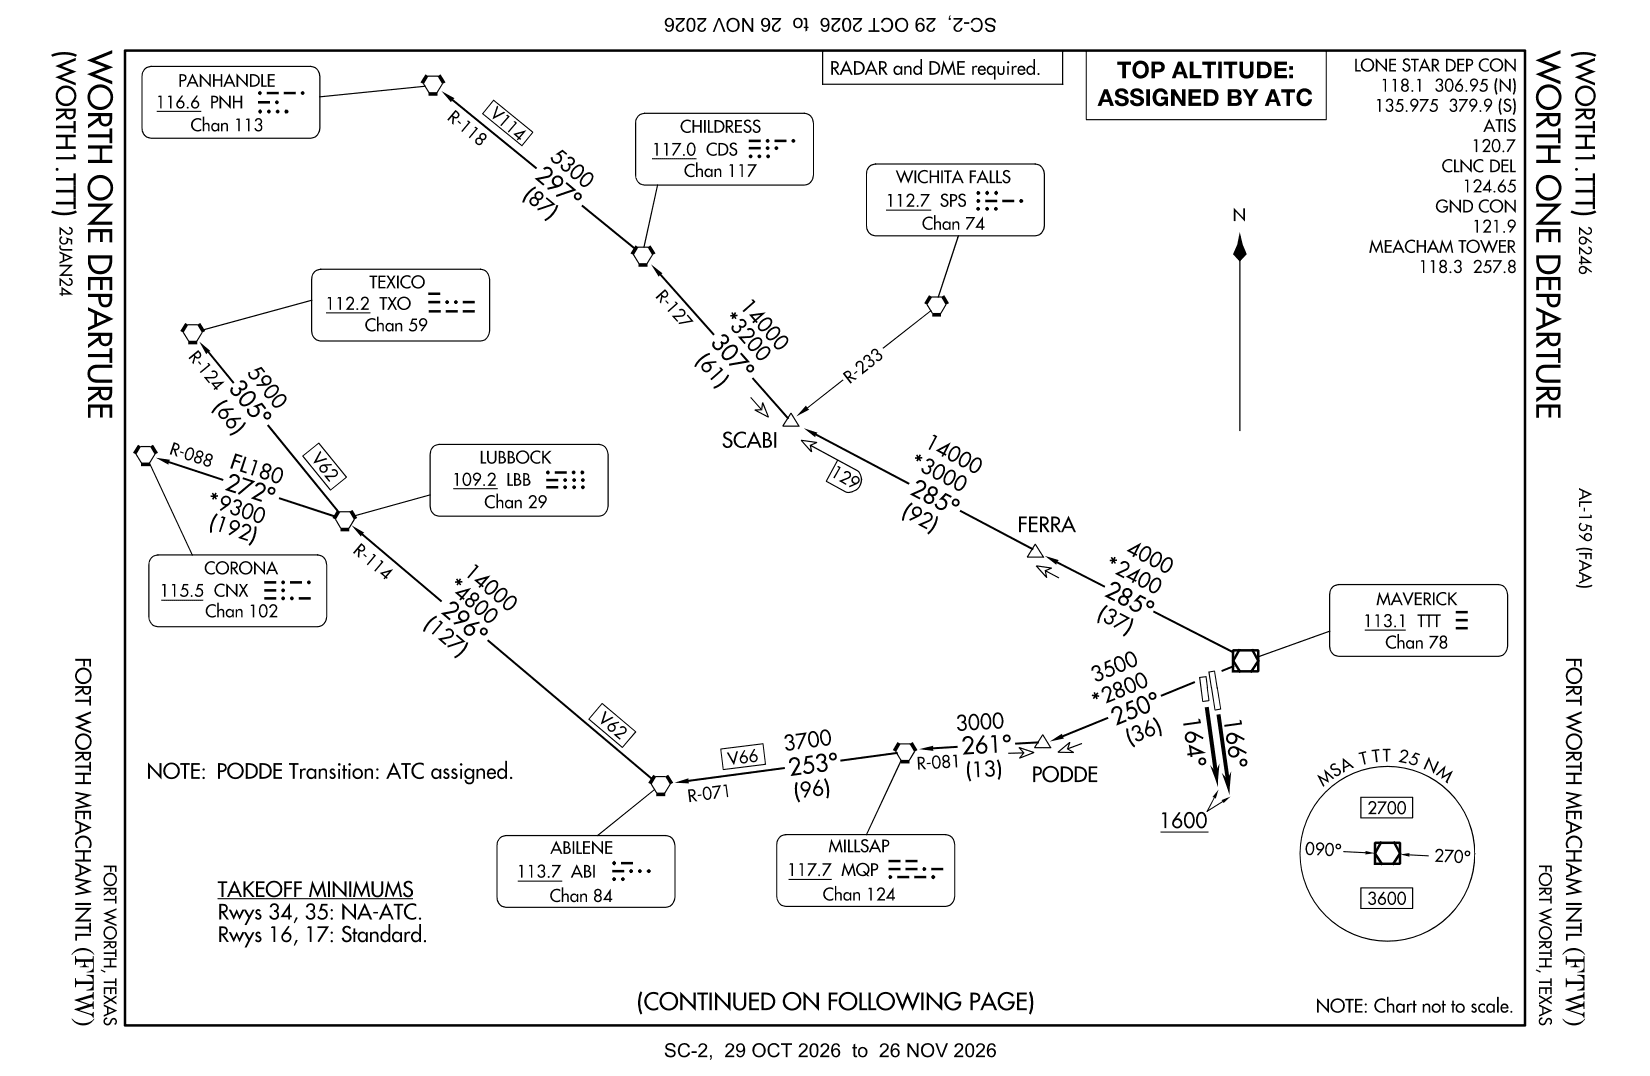 SC-2, 29 OCT 2026 to 26 NOV 2026
WORTH ONE DEPARTURE
(WORTH1.TTT) 25JAN24
FORT WORTH MEACHAM INTL (FTW)
FORT WORTH, TEXAS
(WORTH1.TTT) 26246
WORTH ONE DEPARTURE
AL-159 (FAA)
FORT WORTH MEACHAM INTL (FTW)
FORT WORTH, TEXAS
RADAR and DME required.
TOP ALTITUDE:
ASSIGNED BY ATC
LONE STAR DEP CON
118.1 306.95 (N)
135.975 379.9 (S)
ATIS
120.7
CLNC DEL
124.65
GND CON
121.9
MEACHAM TOWER
118.3 257.8
PANHANDLE
116.6 PNH
Chan 113
V114
R-118
5300
297°
(87)
CHILDRESS
117.0 CDS
Chan 117
WICHITA FALLS
112.7 SPS
Chan 74
N
TEXICO
112.2 TXO
Chan 59
R-127
14000
*3200
307°
(61)
R-233
SCABI
R-124
5900
305°
(66)
V62
R-088
FL180
272°
*9300
(192)
LUBBOCK
109.2 LBB
Chan 29
129
14000
*3000
285°
(92)
FERRA
CORONA
115.5 CNX
Chan 102
R-114
14000
*4800
296°
(127)
4000
*2400
285°
(37)
MAVERICK
113.1 TTT
Chan 78
3500
*2800
250°
(36)
164°
166°
1600
V62
V66
3700
253°
(96)
R-071
3000
261°
(13)
R-081
PODDE
NOTE: PODDE Transition: ATC assigned.
ABILENE
113.7 ABI
Chan 84
MILLSAP
117.7 MQP
Chan 124
MSA TTT 25 NM
2700
090°
270°
3600
TAKEOFF MINIMUMS
Rwys 34, 35: NA-ATC.
Rwys 16, 17: Standard.
(CONTINUED ON FOLLOWING PAGE)
NOTE: Chart not to scale.
SC-2, 29 OCT 2026 to 26 NOV 2026